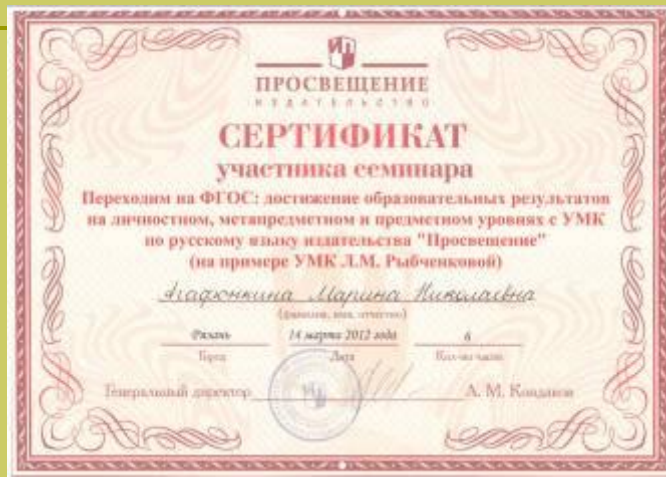 ИП
ПРОСВЕЩЕНИЕ
ИЗДАТЕЛЬСТВО
СЕРТИФИКАТ
участника семинара
Переходим на ФГОС: достижение образовательных результатов
на личностном, метапредметном и предметном уровнях с УМК
по русскому языку издательства "Просвещение"
(на примере УМК Л.М. Рыбченковой)
Агафонкина Марина Николаевна
(фамилия, имя, отчество)
Рязань 14 марта 2012 года 6
Город Дата Кол-во часов
Генеральный директор А. М. Кондаков